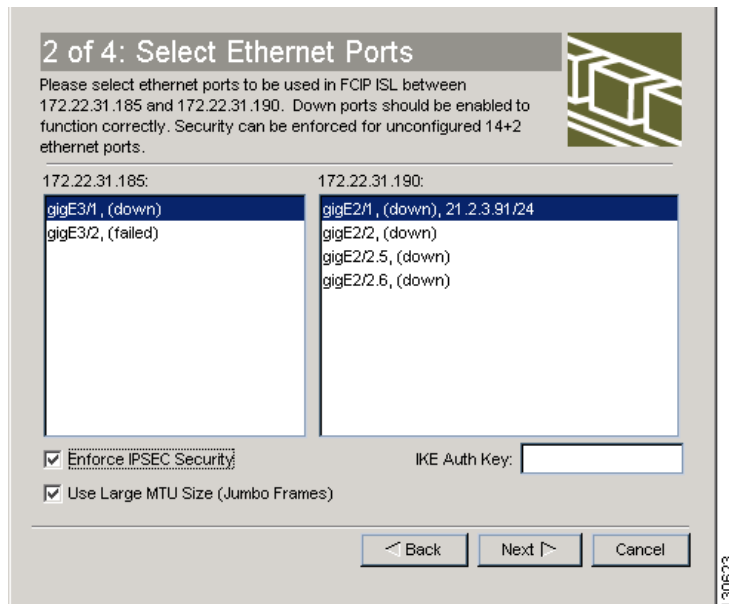 2 of 4: Select Ethernet Ports
Please select ethernet ports to be used in FCIP ISL between
172.22.31.185 and 172.22.31.190. Down ports should be enabled to
function correctly. Security can be enforced for unconfigured 14+2
ethernet ports.
172.22.31.185:
gigE3/1, (down)
gigE3/2, (failed)
172.22.31.190:
gigE2/1, (down), 21.2.3.91/24
gigE2/2, (down)
gigE2/2.5, (down)
gigE2/2.6, (down)
Enforce IPSEC Security
IKE Auth Key:
Use Large MTU Size (Jumbo Frames)
Back
Next
Cancel